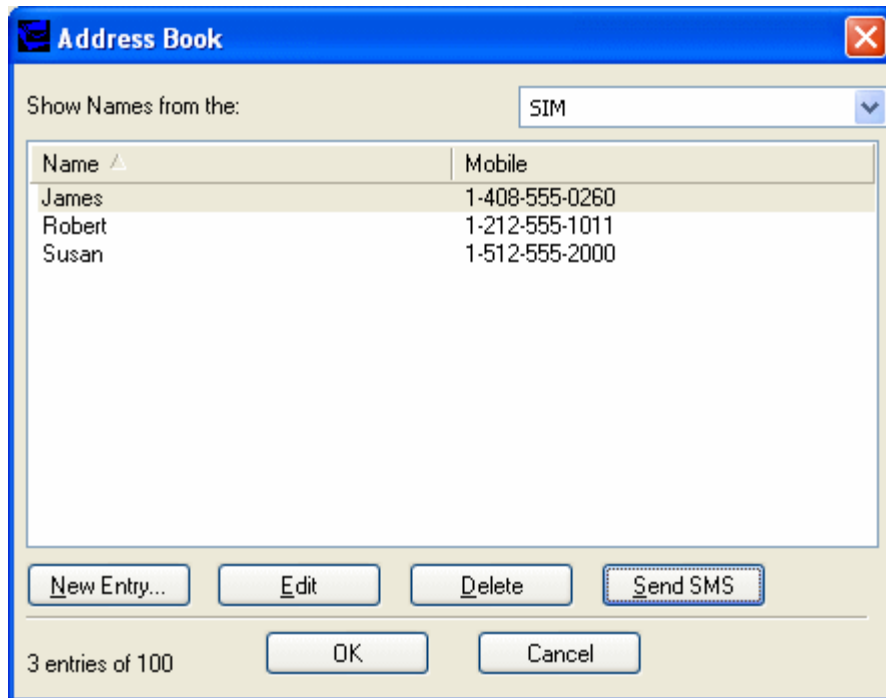 Address Book
Show Names from the: SIM
Name Mobile
James 1-408-555-0260
Robert 1-212-555-1011
Susan 1-512-555-2000
New Entry... Edit Delete Send SMS
3 entries of 100 OK Cancel